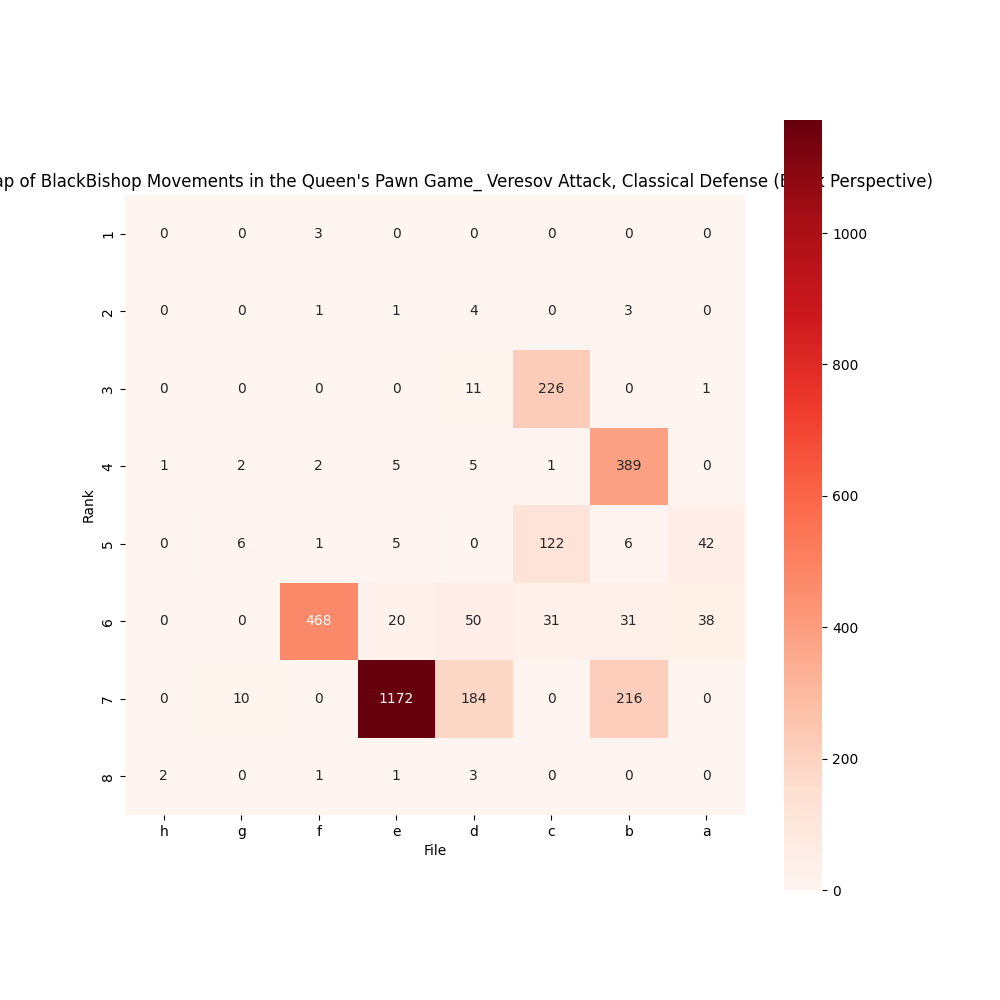 ap of BlackBishop Movements in the Queen's Pawn Game_ Veresov Attack, Classical Defense ( Perspective)
1 0 0 3 0 0 0 0 0
2 0 0 1 1 4 0 3 0
3 0 0 0 0 11 226 0 1
4 1 2 2 5 5 1 389 0
5 0 6 1 5 0 122 6 42
6 0 0 468 20 50 31 31 38
7 0 10 0 1172 184 0 216 0
8 2 0 1 1 3 0 0 0
h g f e d c b a
File
Rank
1000
800
600
400
200
0